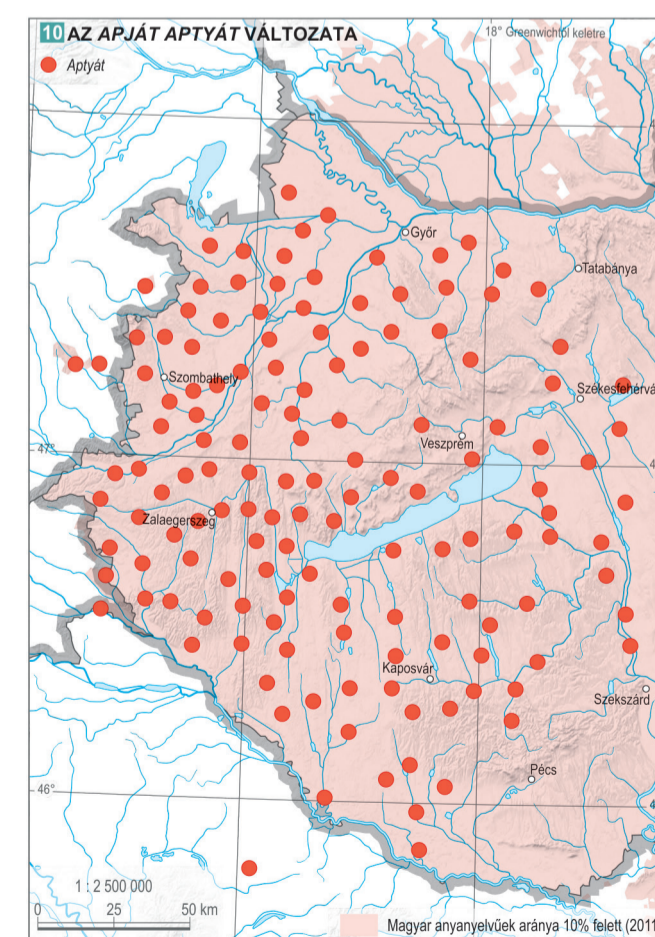 10 AZ APJÁT APTYÁT VÁLTOZATA
Aptyát
18° Greenwichtől keletre
Győr
Tatabánya
Szombathely
Székesfehérvá
Veszprém
47°
Zalaegerszeg
Kaposvár
Szekszárd
Pécs
46°
1 : 2 500 000
0 25 50 km
Magyar anyanyelvűek aránya 10% felett (2011